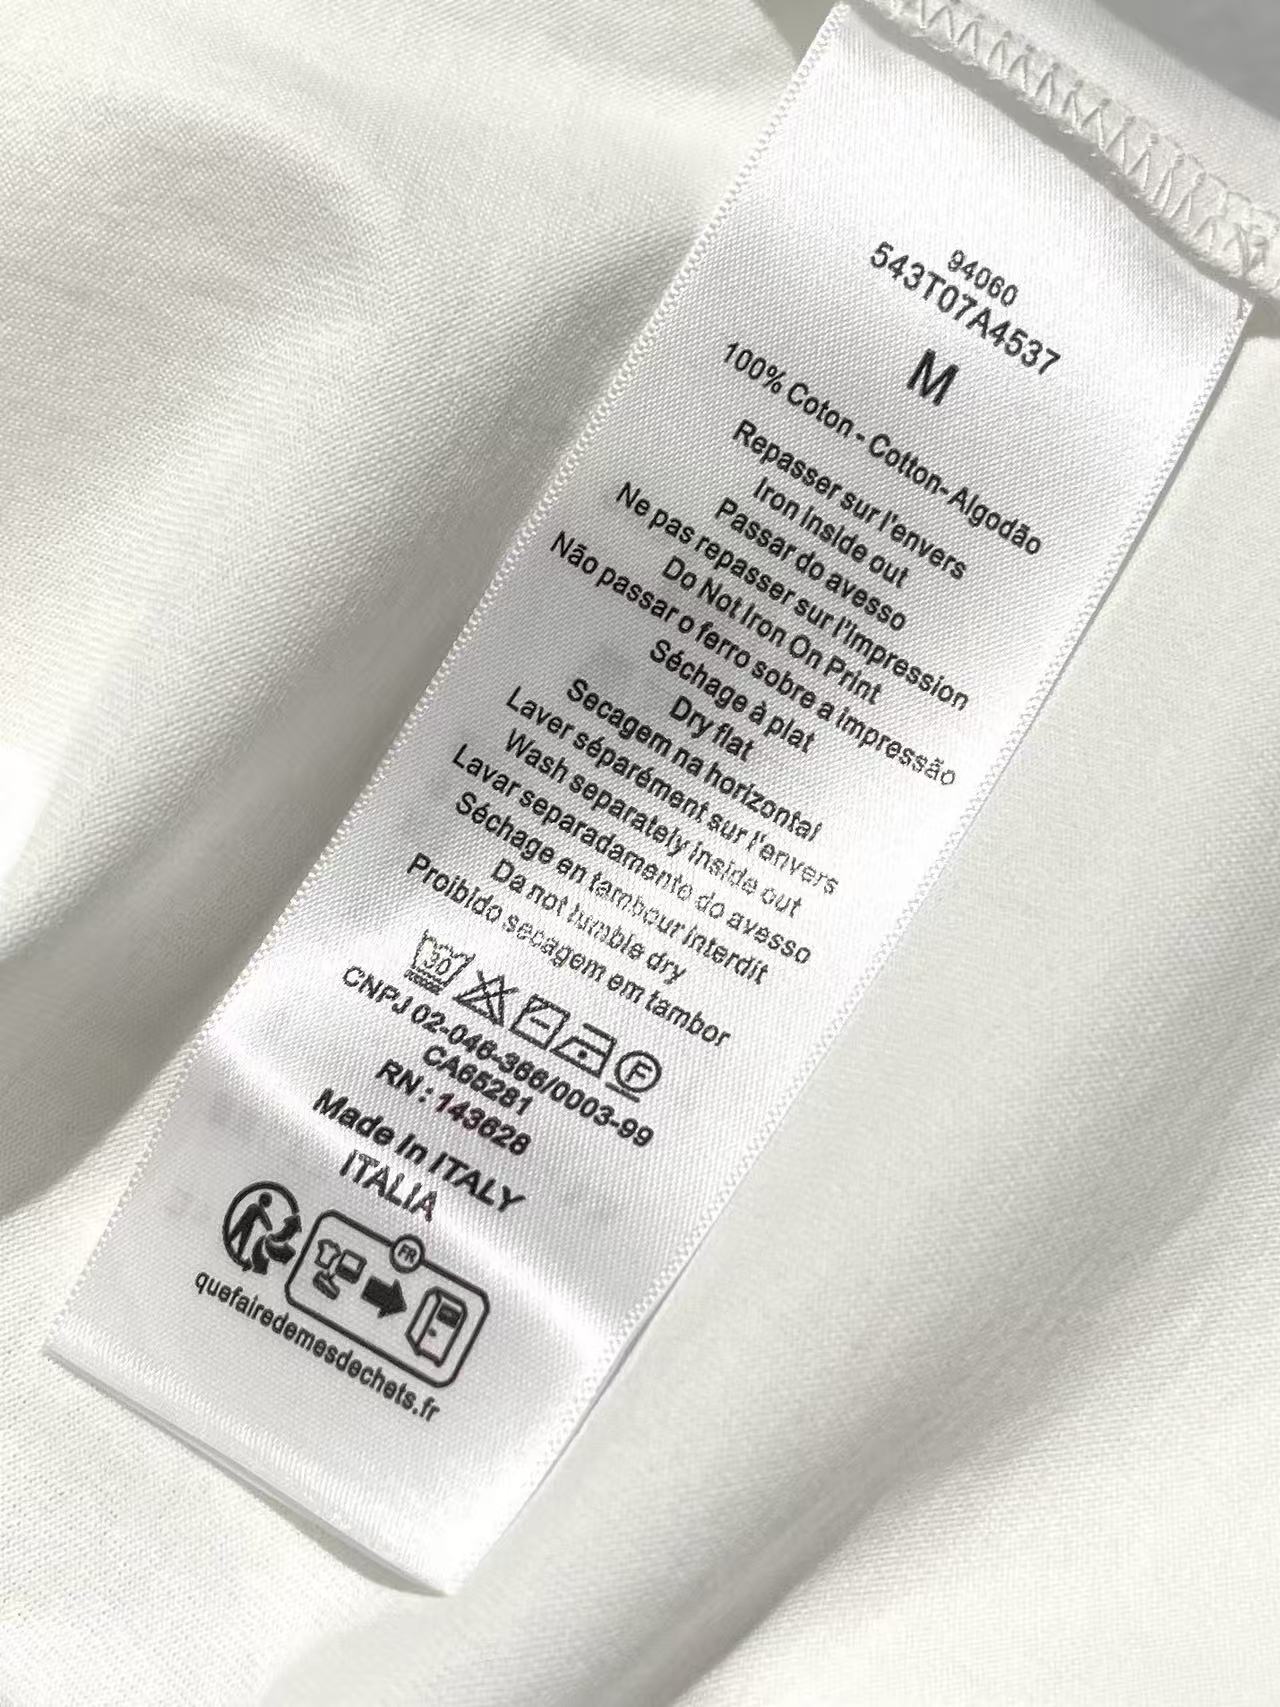 94060
543T07A4537
M
100% Coton - Cotton- Algodão
Repasser sur l'envers
Iron inside out
Passar do avesso
Ne pas repasser sur l'impression
Do Not Iron On Print
Não passar o ferro sobre a impressão
Séchage à plat
Dry flat
Secagem na horizontal
Laver séparément sur l'envers
Wash separately inside out
Lavar separadamente do avesso
Séchage en tambour interdit
Do not tumble dry
Proibido secagem em tambor
30
F
CNPJ 02-046-366/0003-99
CA65281
RN : 143628
Made in ITALY
ITALIA
FR
quefairedemesdechets.fr